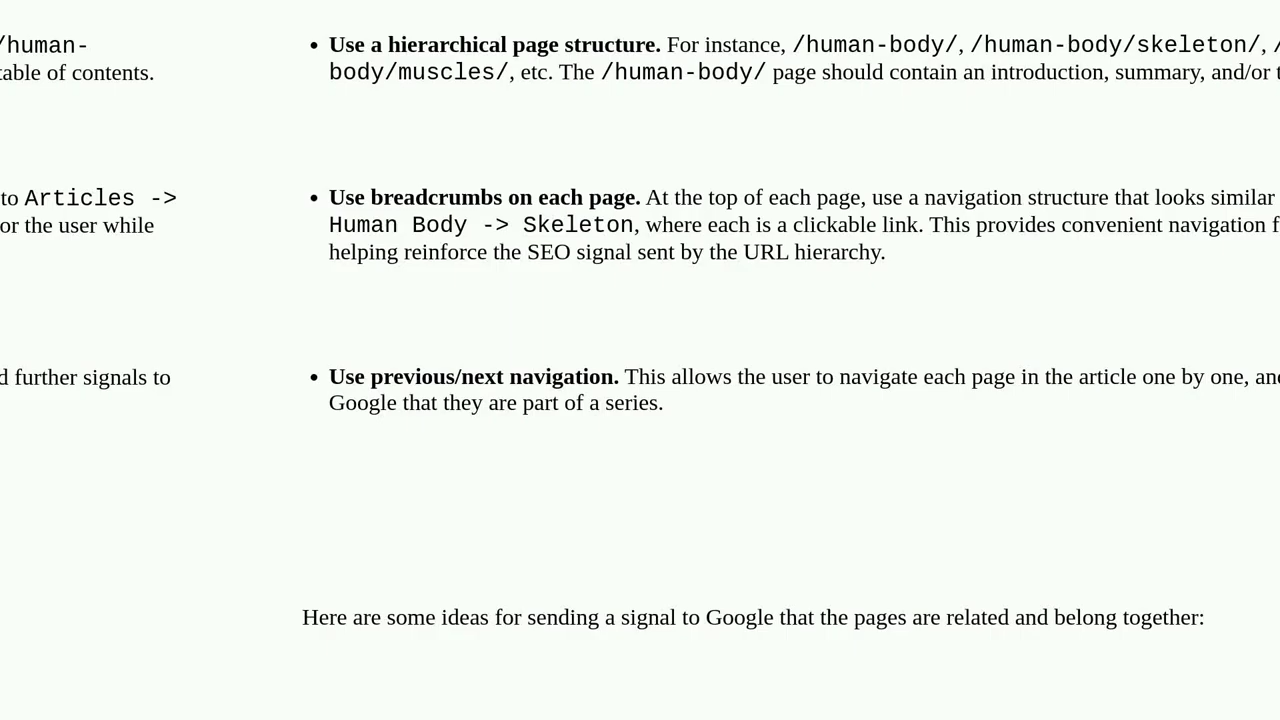 /human-
table of contents.
to Articles ->
or the user while
d further signals to
• Use a hierarchical page structure. For instance, /human-body/, /human-body/skeleton/, /
body/muscles/, etc. The /human-body/ page should contain an introduction, summary, and/or t
• Use breadcrumbs on each page. At the top of each page, use a navigation structure that looks similar
Human Body -> Skeleton, where each is a clickable link. This provides convenient navigation f
helping reinforce the SEO signal sent by the URL hierarchy.
• Use previous/next navigation. This allows the user to navigate each page in the article one by one, and
Google that they are part of a series.
Here are some ideas for sending a signal to Google that the pages are related and belong together: